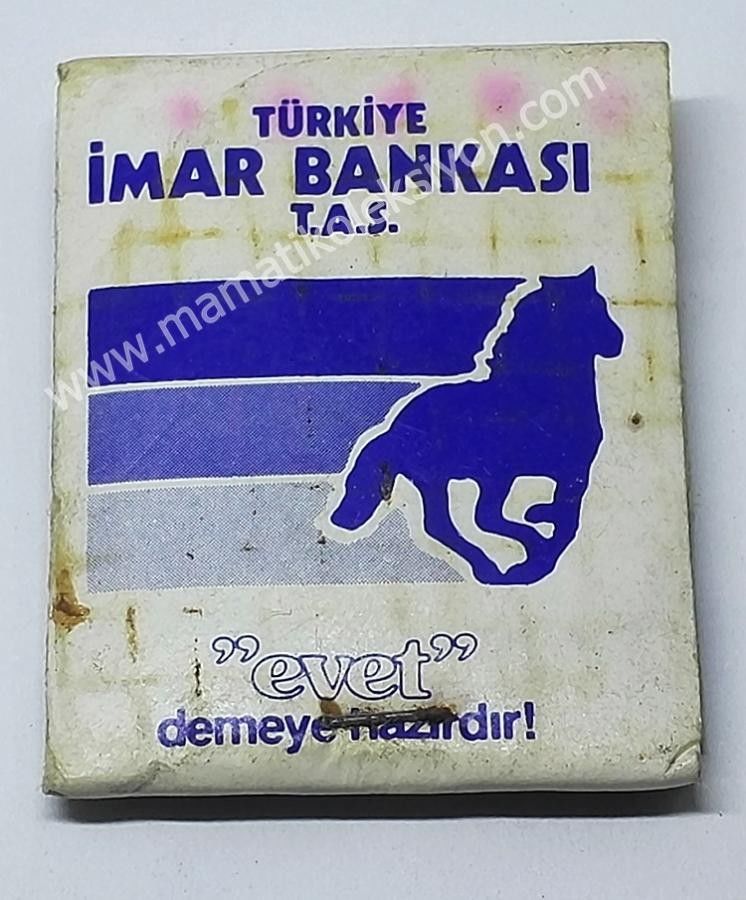 TÜRKİYE
İMAR BANKASI
T.A.Ş.
www.mamatikoleksiyon.com
”evet”
demeye hazırdır!